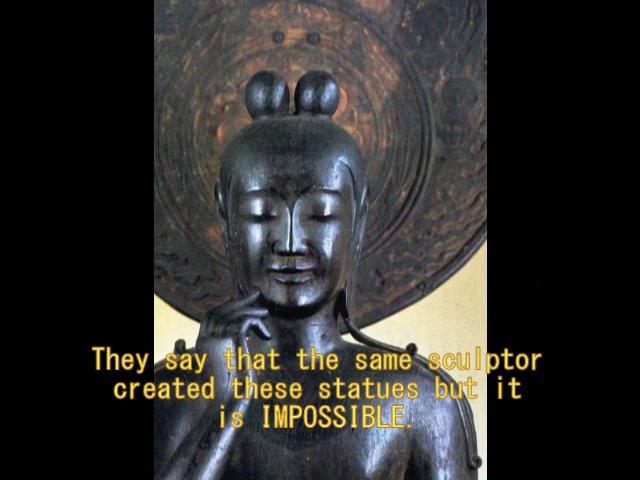 They say that the same sculptor
created these statues but it
is IMPOSSIBLE.